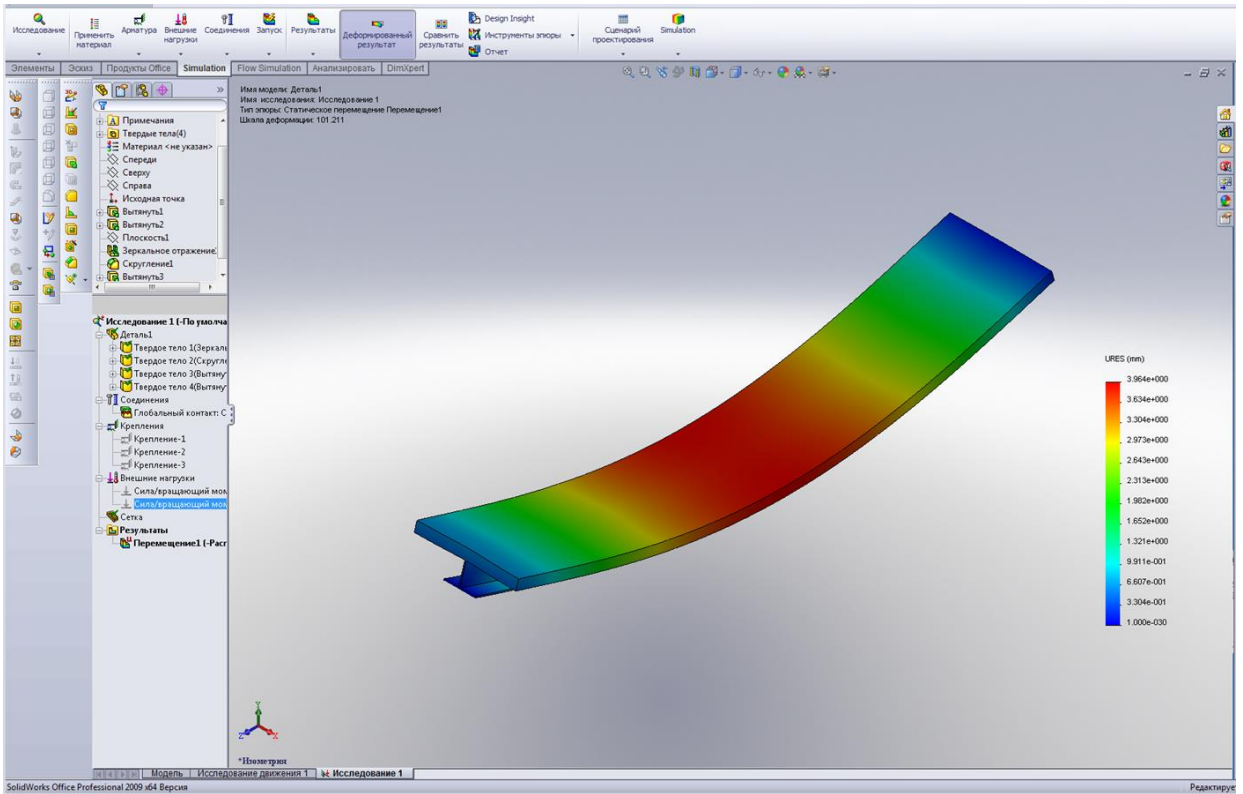 Исследование
Применить материал
Арматура
Внешние нагрузки
Соединения
Запуск
Результаты
Деформированный результат
Сравнить результаты
Design Insight
Инструменты эпюры
Отчет
Сценарий проектирования
Simulation
Элементы
Эскиз
Продукты Office
Simulation
Flow Simulation
Анализировать
DimXpert
Примечания
Твердые тела(4)
Материал <не указан>
Спереди
Сверху
Справа
Исходная точка
Вытянуть1
Вытянуть2
Плоскость1
Зеркальное отражение
Скругление1
Вытянуть3
Исследование 1 (-По умолча
Деталь1
Твердое тело 1(Зеркаль
Твердое тело 2(Скругле
Твердое тело 3(Вытяну
Твердое тело 4(Вытяну
Соединения
Глобальный контакт: С
Крепления
Крепление-1
Крепление-2
Крепление-3
Внешние нагрузки
Сила/вращающий мом
Сила/вращающий мом
Сетка
Результаты
Перемещение1 (-Расг
Имя модели: Деталь1
Имя исследования: Исследование 1
Тип эпюры: Статическое перемещение Перемещение1
Шкала деформации: 101.211
URES (mm)
3.964e+000
3.634e+000
3.304e+000
2.973e+000
2.643e+000
2.313e+000
1.982e+000
1.652e+000
1.321e+000
9.911e-001
6.607e-001
3.304e-001
1.000e-030
Y
Z
X
*Изометрия
Модель
Исследование движения 1
Исследование 1
SolidWorks Office Professional 2009 x64 Версия
Редактируе